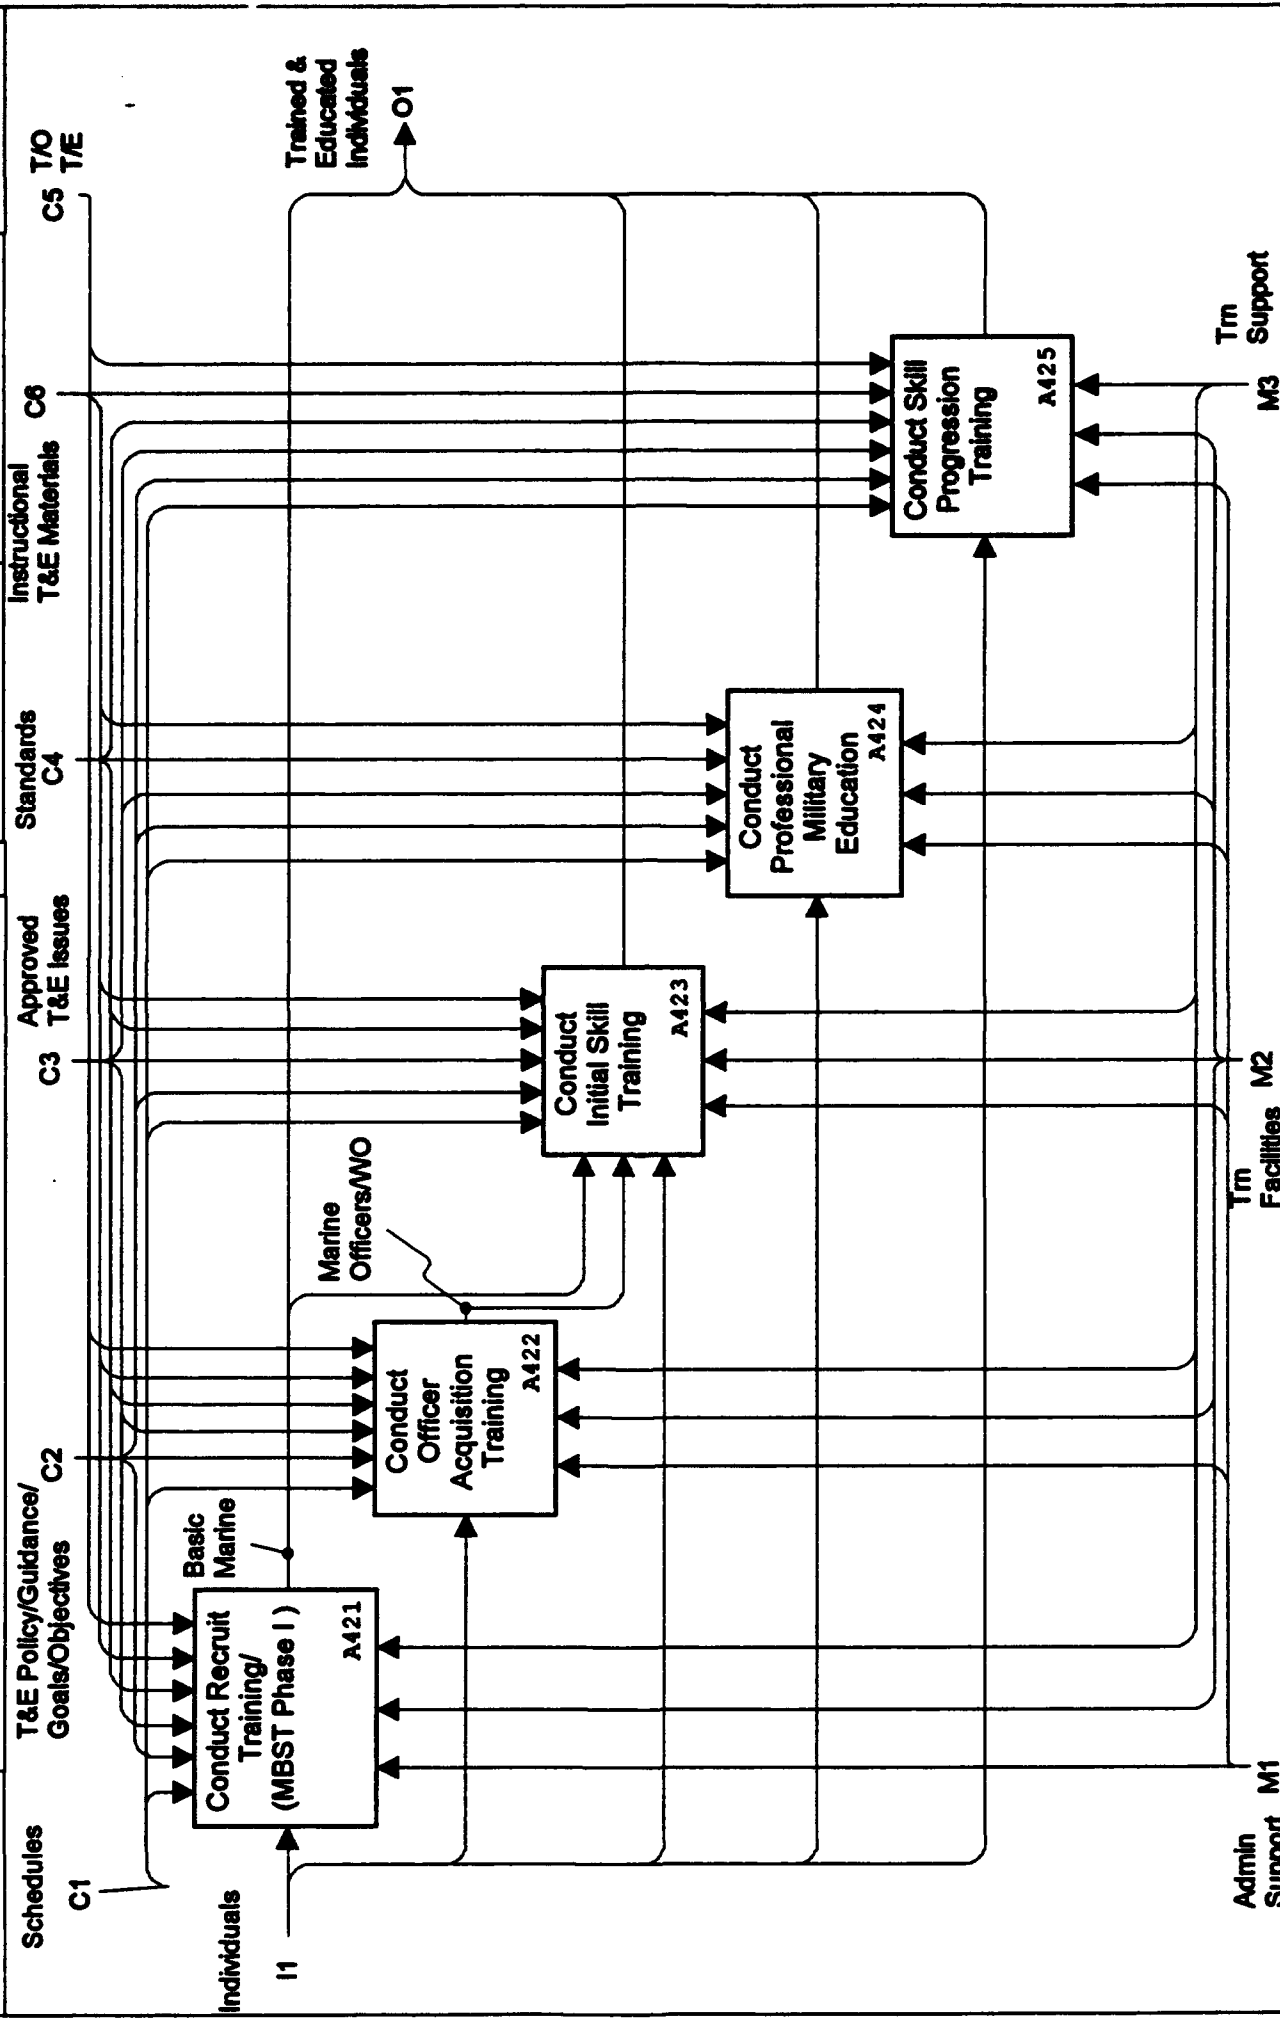 Schedules
C1
T&E Policy/Guidance/
Goals/Objectives
C2
Approved
T&E Issues
C3
Standards
C4
Instructional
T&E Materials
C6
T/O
T/E
C5
Individuals
I1
Conduct Recruit
Training/
(MBST Phase I )
A421
Basic
Marine
Conduct
Officer
Acquisition
Training
A422
Marine
Officers/WO
Conduct
Initial Skill
Training
A423
Conduct
Professional
Military
Education
A424
Conduct Skill
Progression
Training
A425
Trained &
Educated
Individuals
O1
Admin
Support
M1
Trn
Facilities
M2
Trn
Support
M3